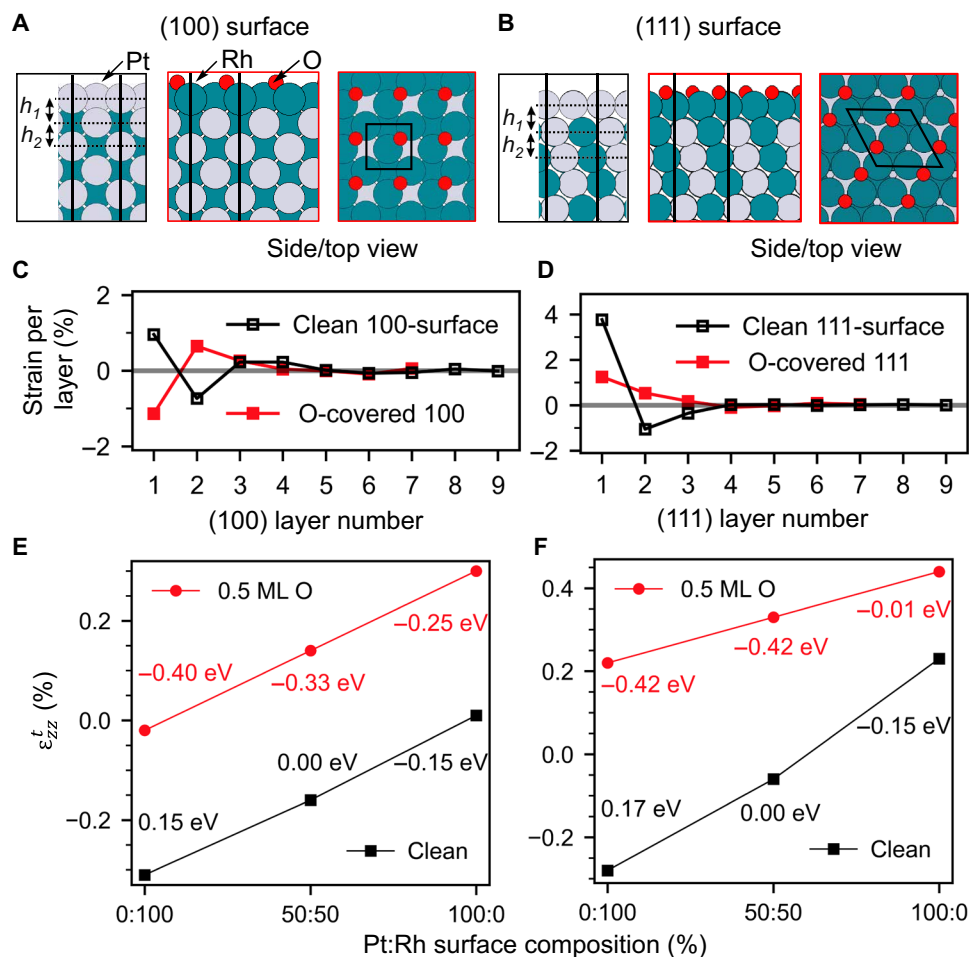 A
(100) surface
B
(111) surface
Pt
Rh
O
h1
h2
h1
h2
Side/top view
Side/top view
C
D
Strain per
layer (%)
2
0
−2
Clean 100-surface
O-covered 100
1 2 3 4 5 6 7 8 9
(100) layer number
4
2
0
−2
Clean 111-surface
O-covered 111
1 2 3 4 5 6 7 8 9
(111) layer number
E
F
ε^t_zz (%)
0.2
0.0
−0.2
0.5 ML O
−0.40 eV
−0.33 eV
−0.25 eV
0.15 eV
0.00 eV
−0.15 eV
Clean
0:100 50:50 100:0
0.4
0.2
0.0
−0.2
0.5 ML O
−0.42 eV
−0.42 eV
−0.01 eV
0.17 eV
0.00 eV
−0.15 eV
Clean
0:100 50:50 100:0
Pt:Rh surface composition (%)